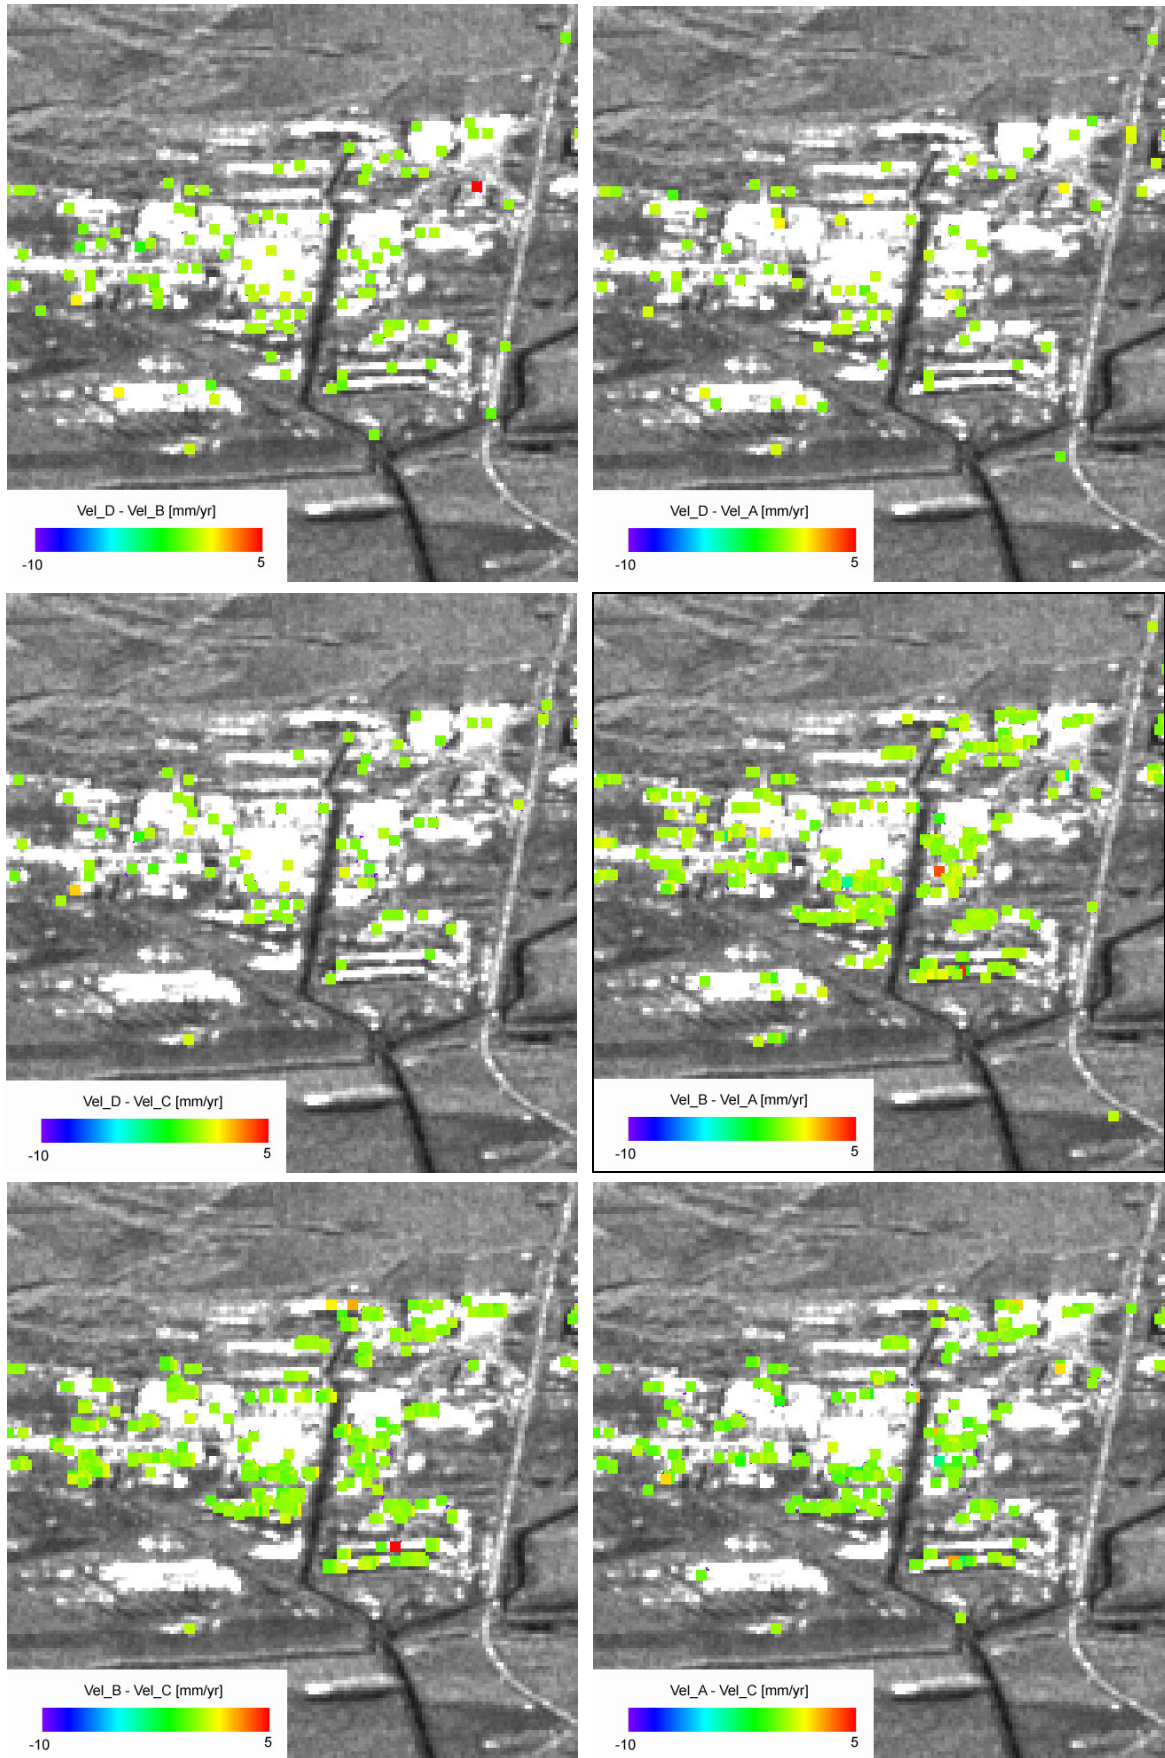 Vel_D - Vel_B [mm/yr]
-10 5
Vel_D - Vel_A [mm/yr]
-10 5
Vel_D - Vel_C [mm/yr]
-10 5
Vel_B - Vel_A [mm/yr]
-10 5
Vel_B - Vel_C [mm/yr]
-10 5
Vel_A - Vel_C [mm/yr]
-10 5